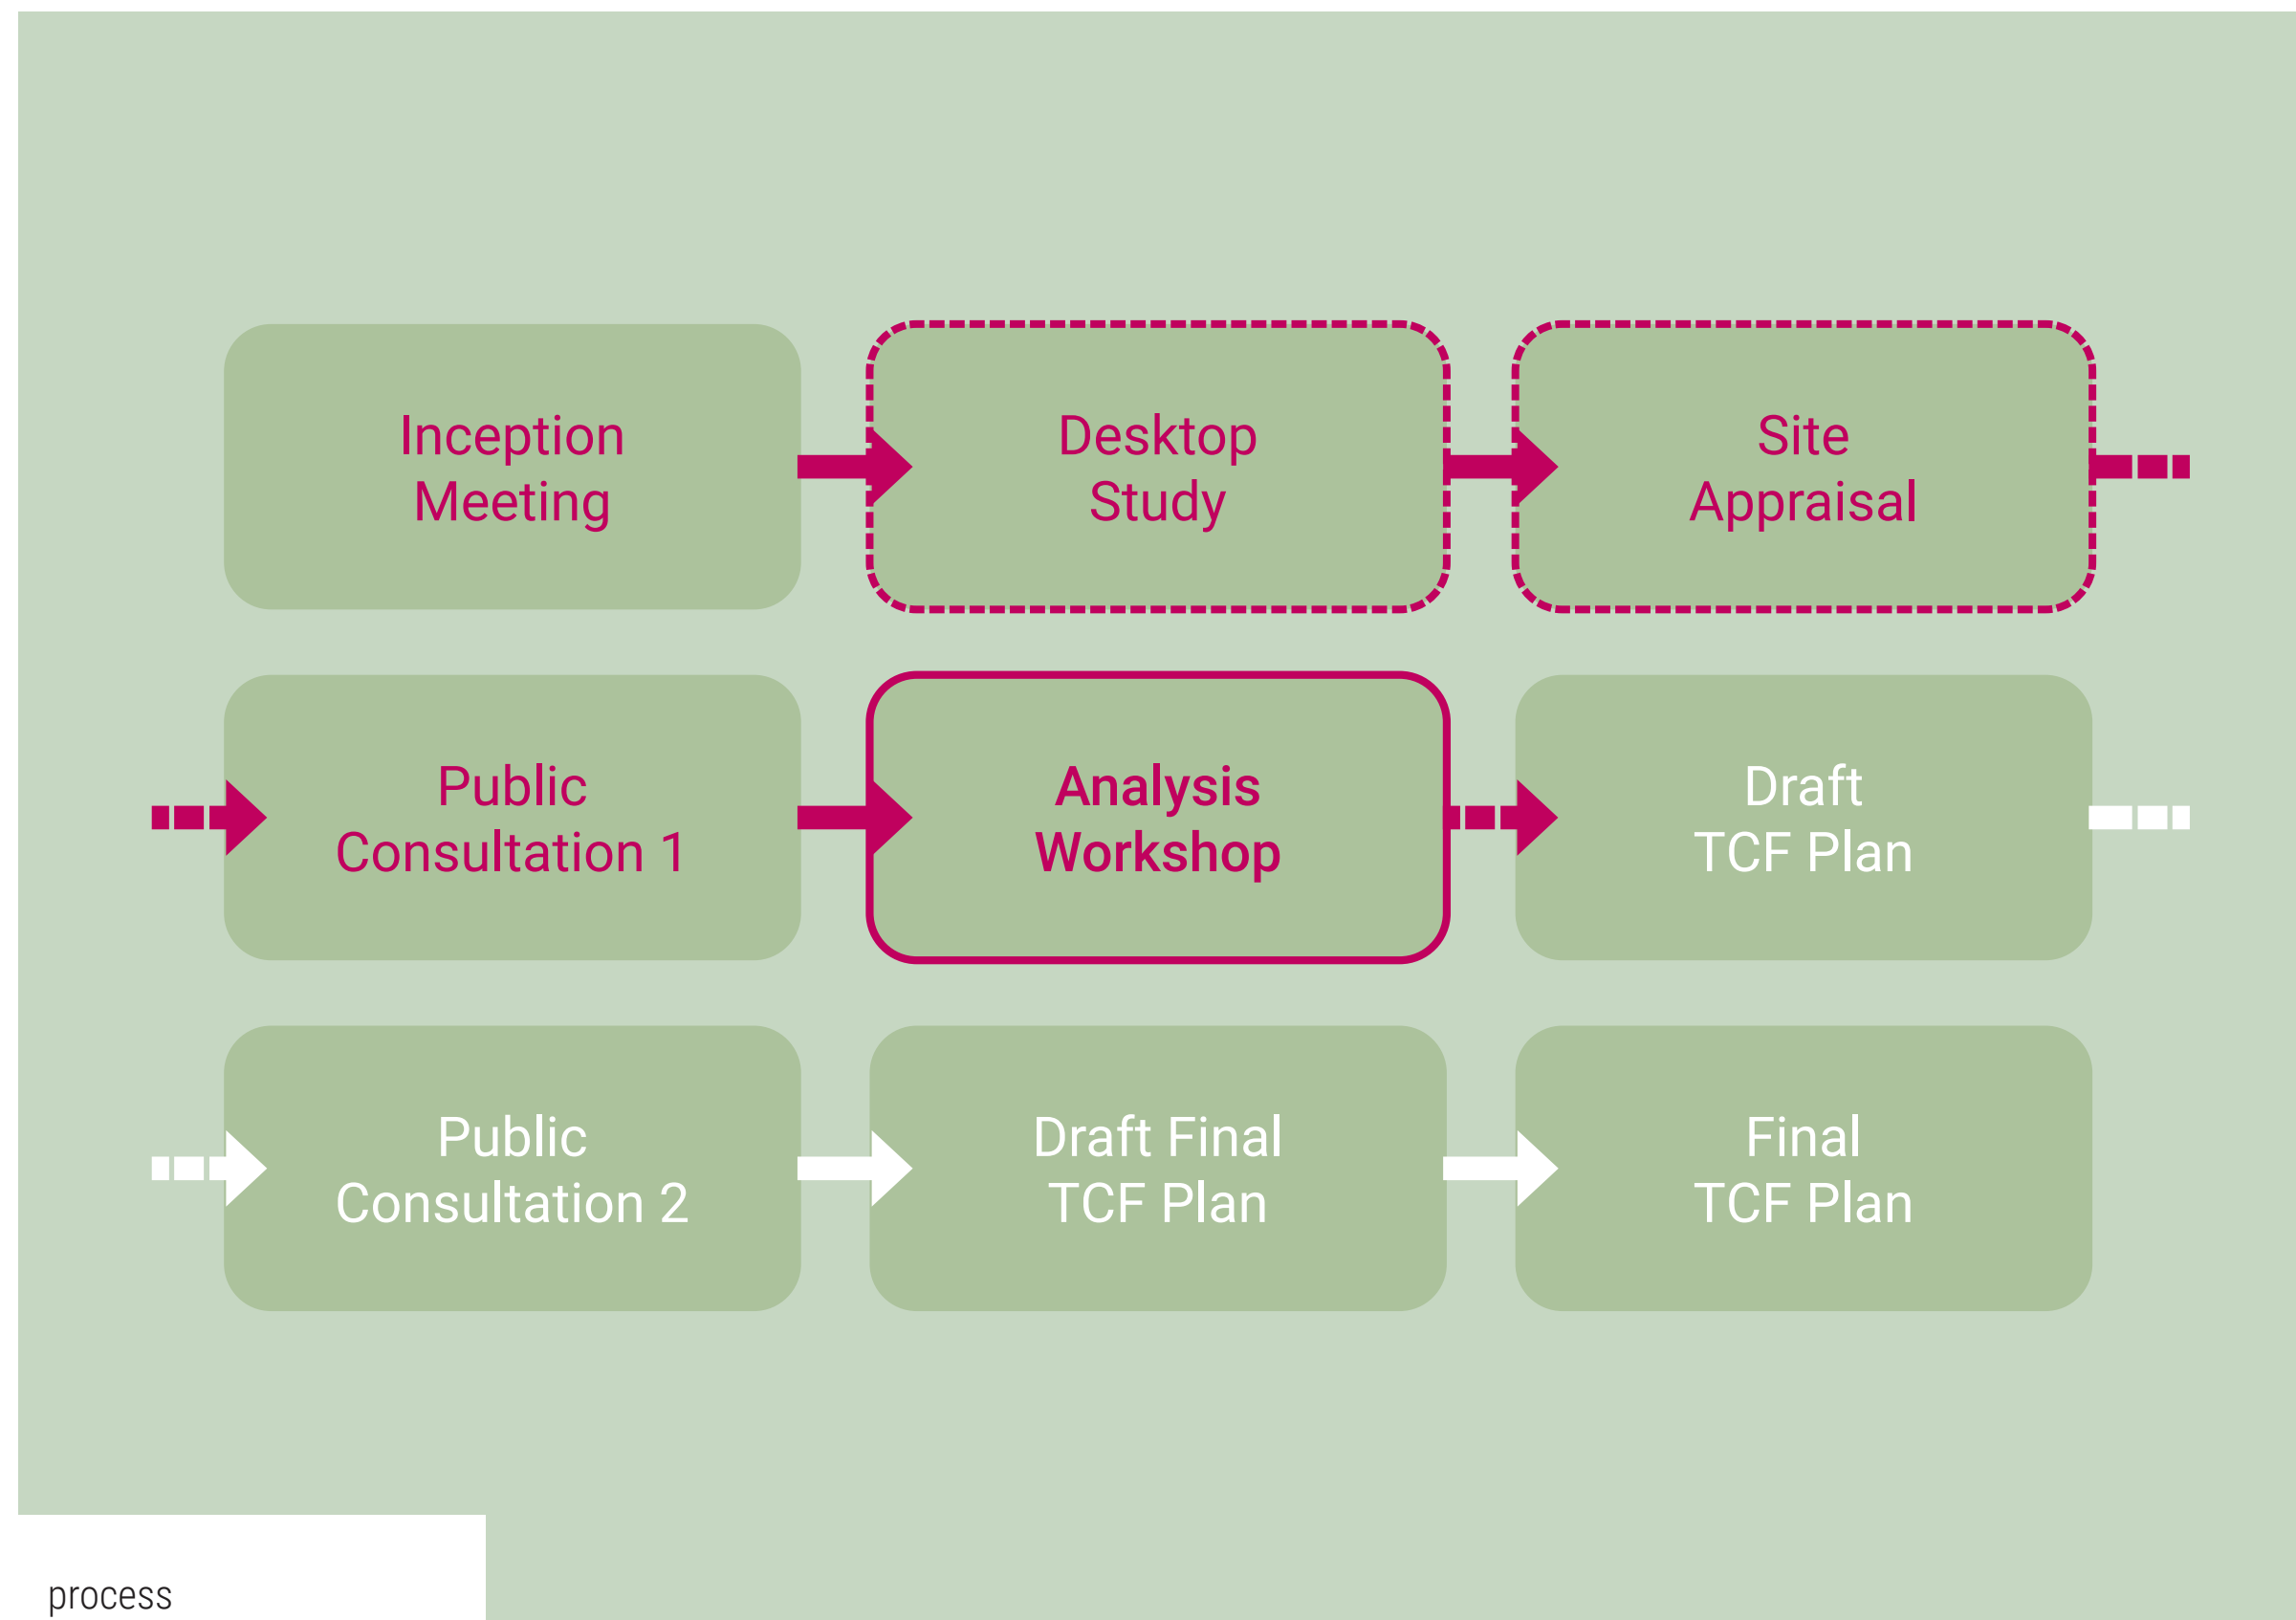 Inception
Meeting
Desktop
Study
Site
Appraisal
Public
Consultation 1
Analysis
Workshop
Draft
TCF Plan
Public
Consultation 2
Draft Final
TCF Plan
Final
TCF Plan
process